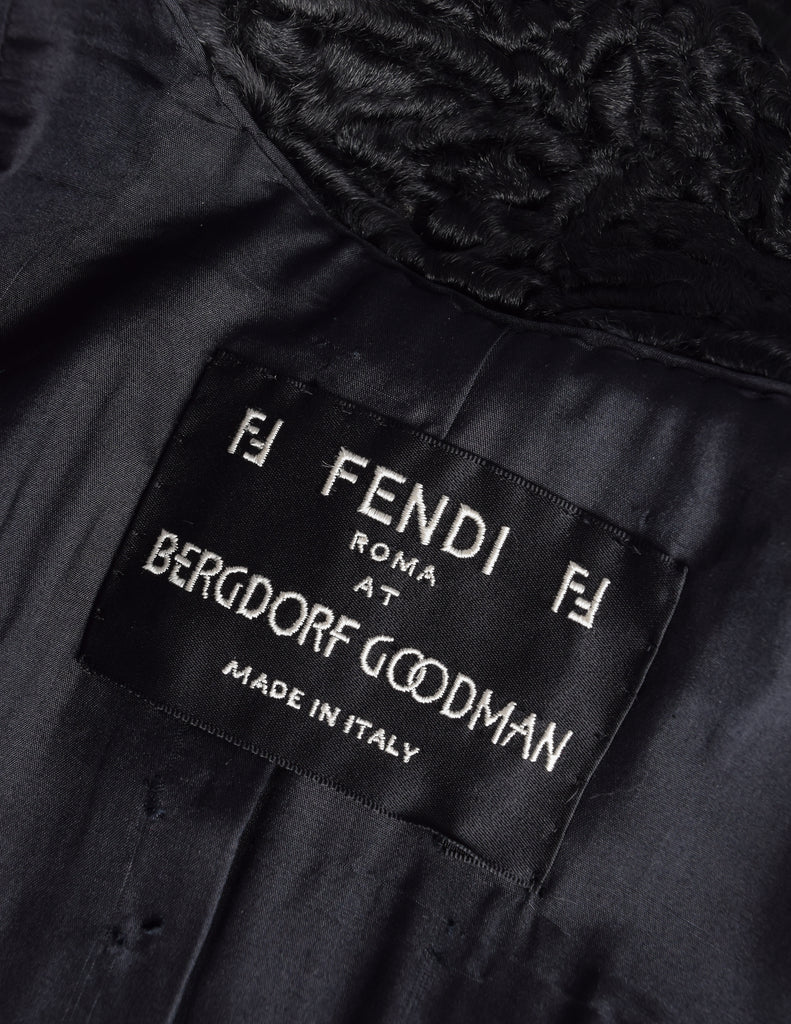 FF FENDI FF
ROMA
AT
BERGDORF GOODMAN
MADE IN ITALY